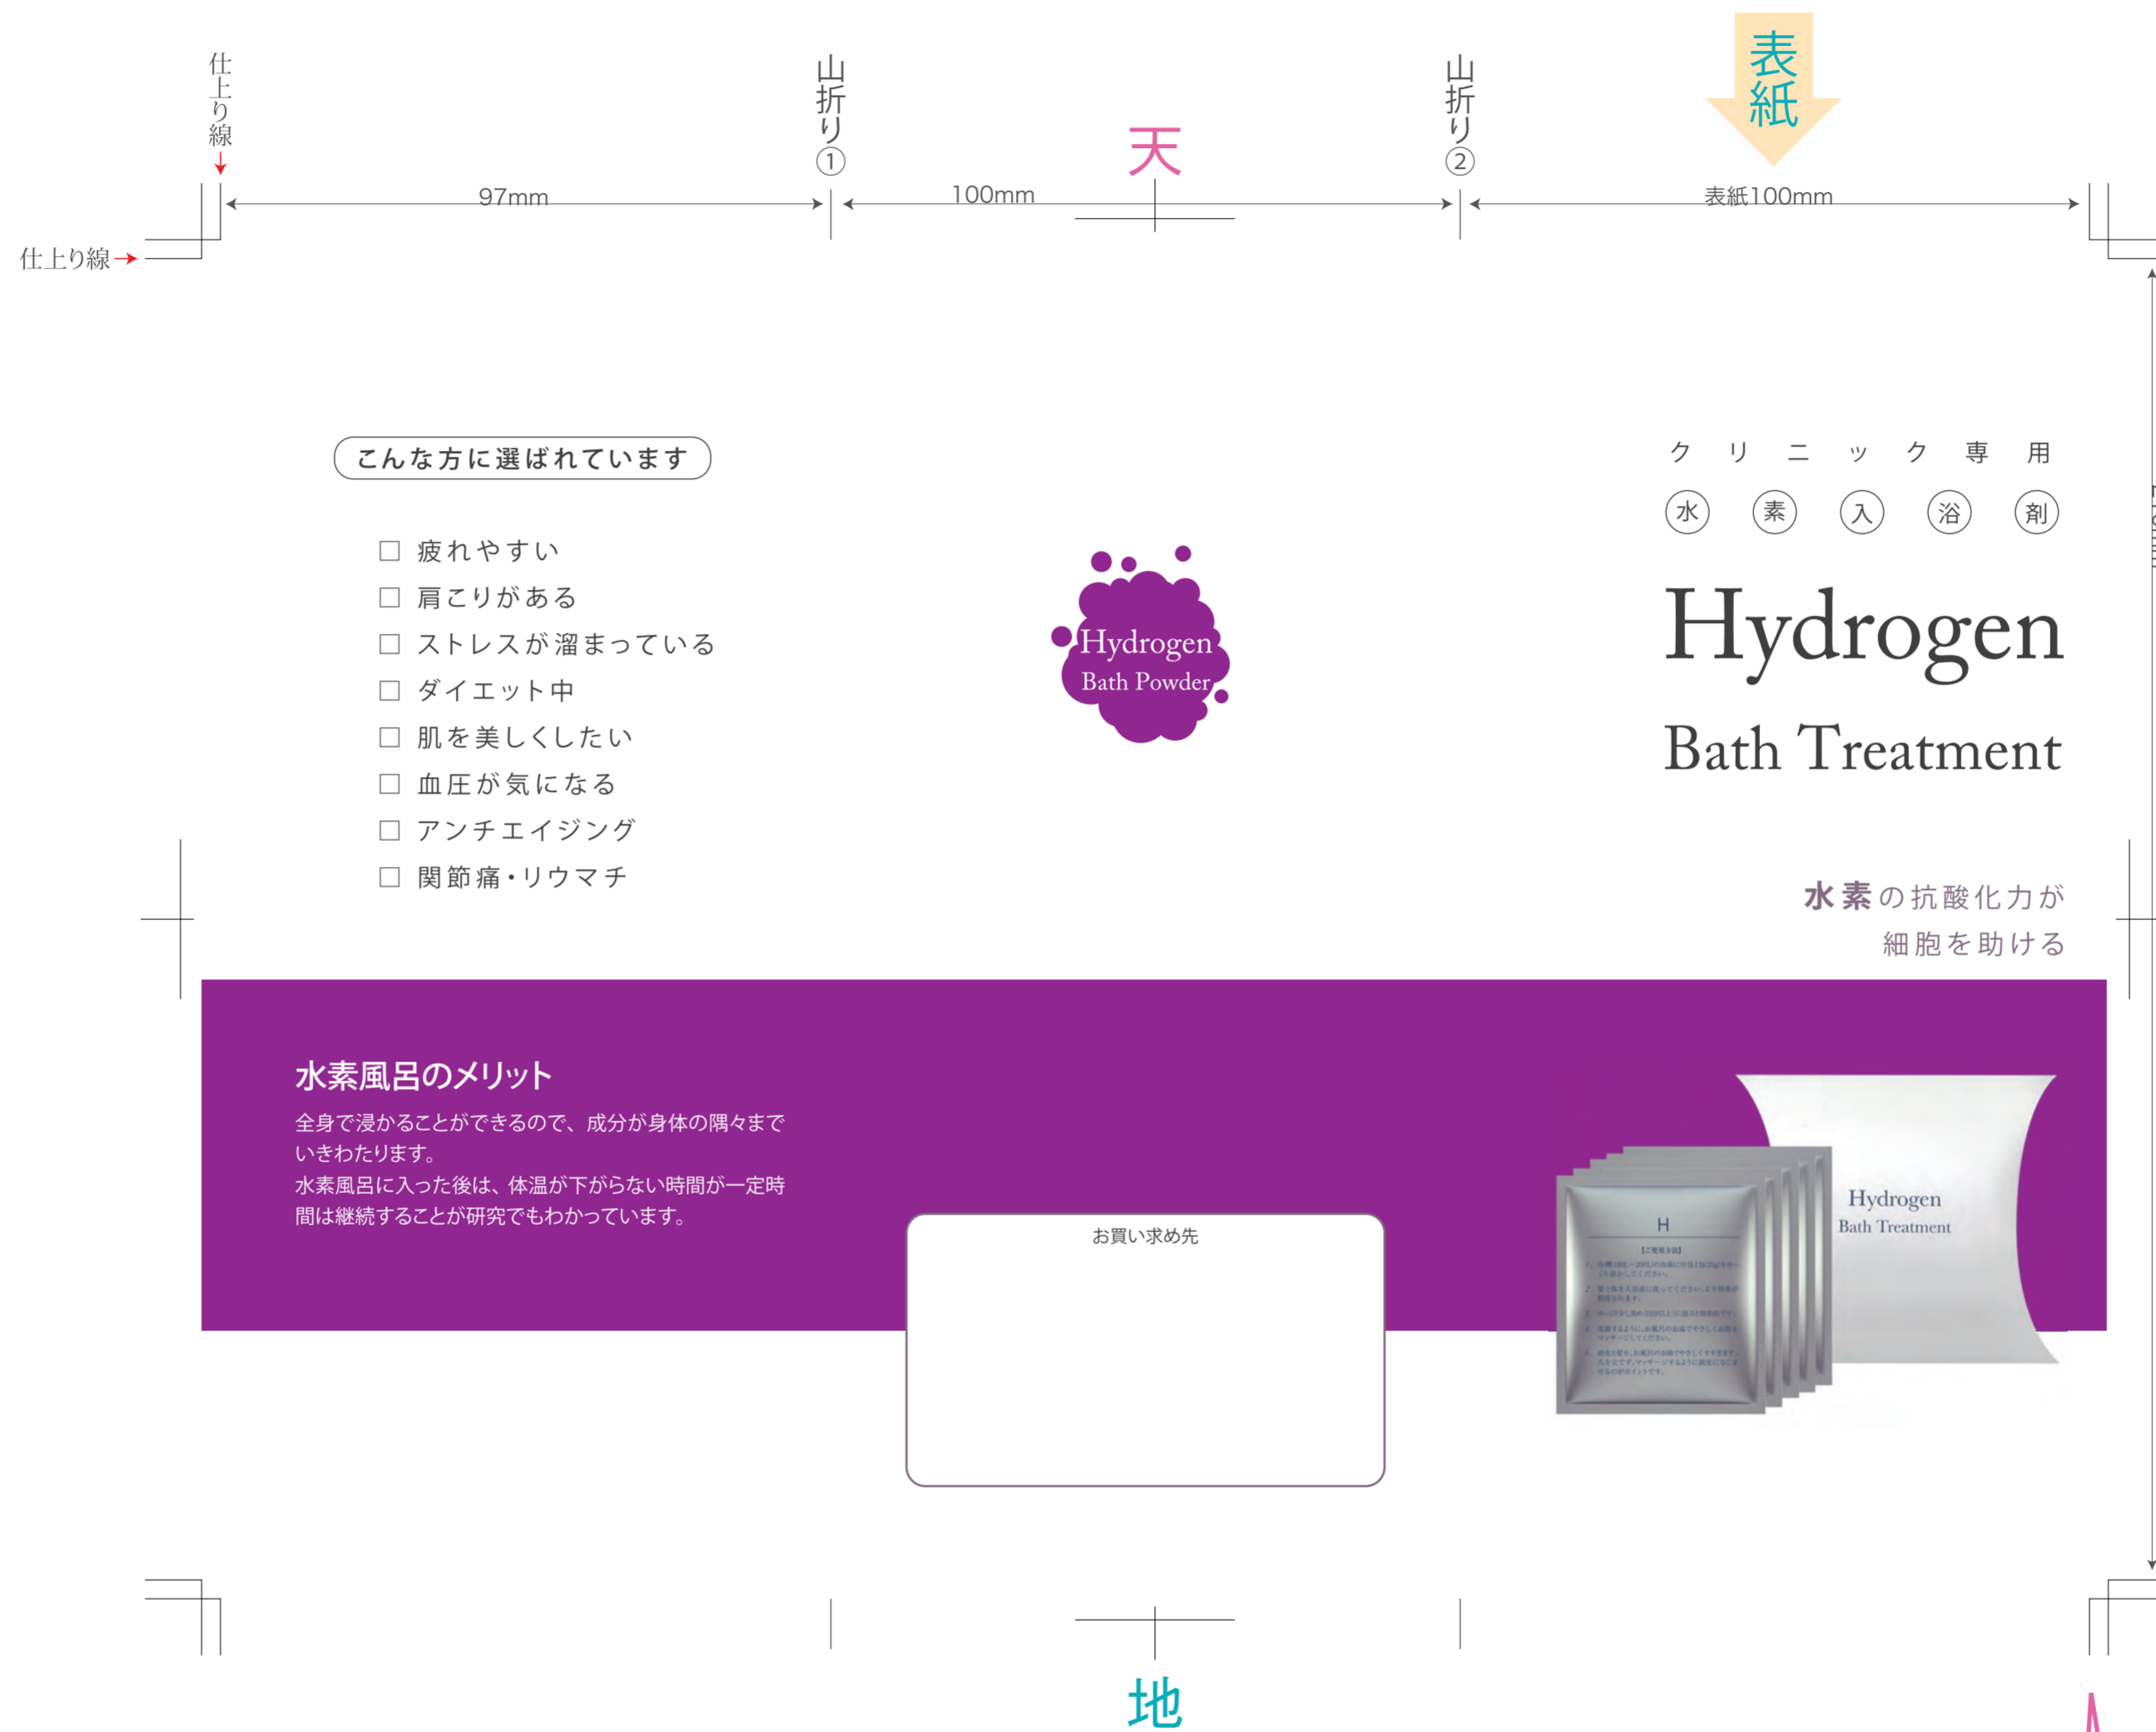 仕上り線
山折り①
天
山折り②
表紙
97mm
100mm
表紙100mm
仕上り線
こんな方に選ばれています
□ 疲れやすい
□ 肩こりがある
□ ストレスが溜まっている
□ ダイエット中
□ 肌を美しくしたい
□ 血圧が気になる
□ アンチエイジング
□ 関節痛・リウマチ
水素風呂のメリット
全身で浸かることができるので、成分が身体の隅々まで
いきわたります。
水素風呂に入った後は、体温が下がらない時間が一定時
間は継続することが研究でもわかっています。
Hydrogen
Bath Powder
お買い求め先
クリニック専用
水素入浴剤
Hydrogen
Bath Treatment
水素の抗酸化力が
細胞を助ける
Hydrogen
Bath Treatment
H
【ご使用方法】
地